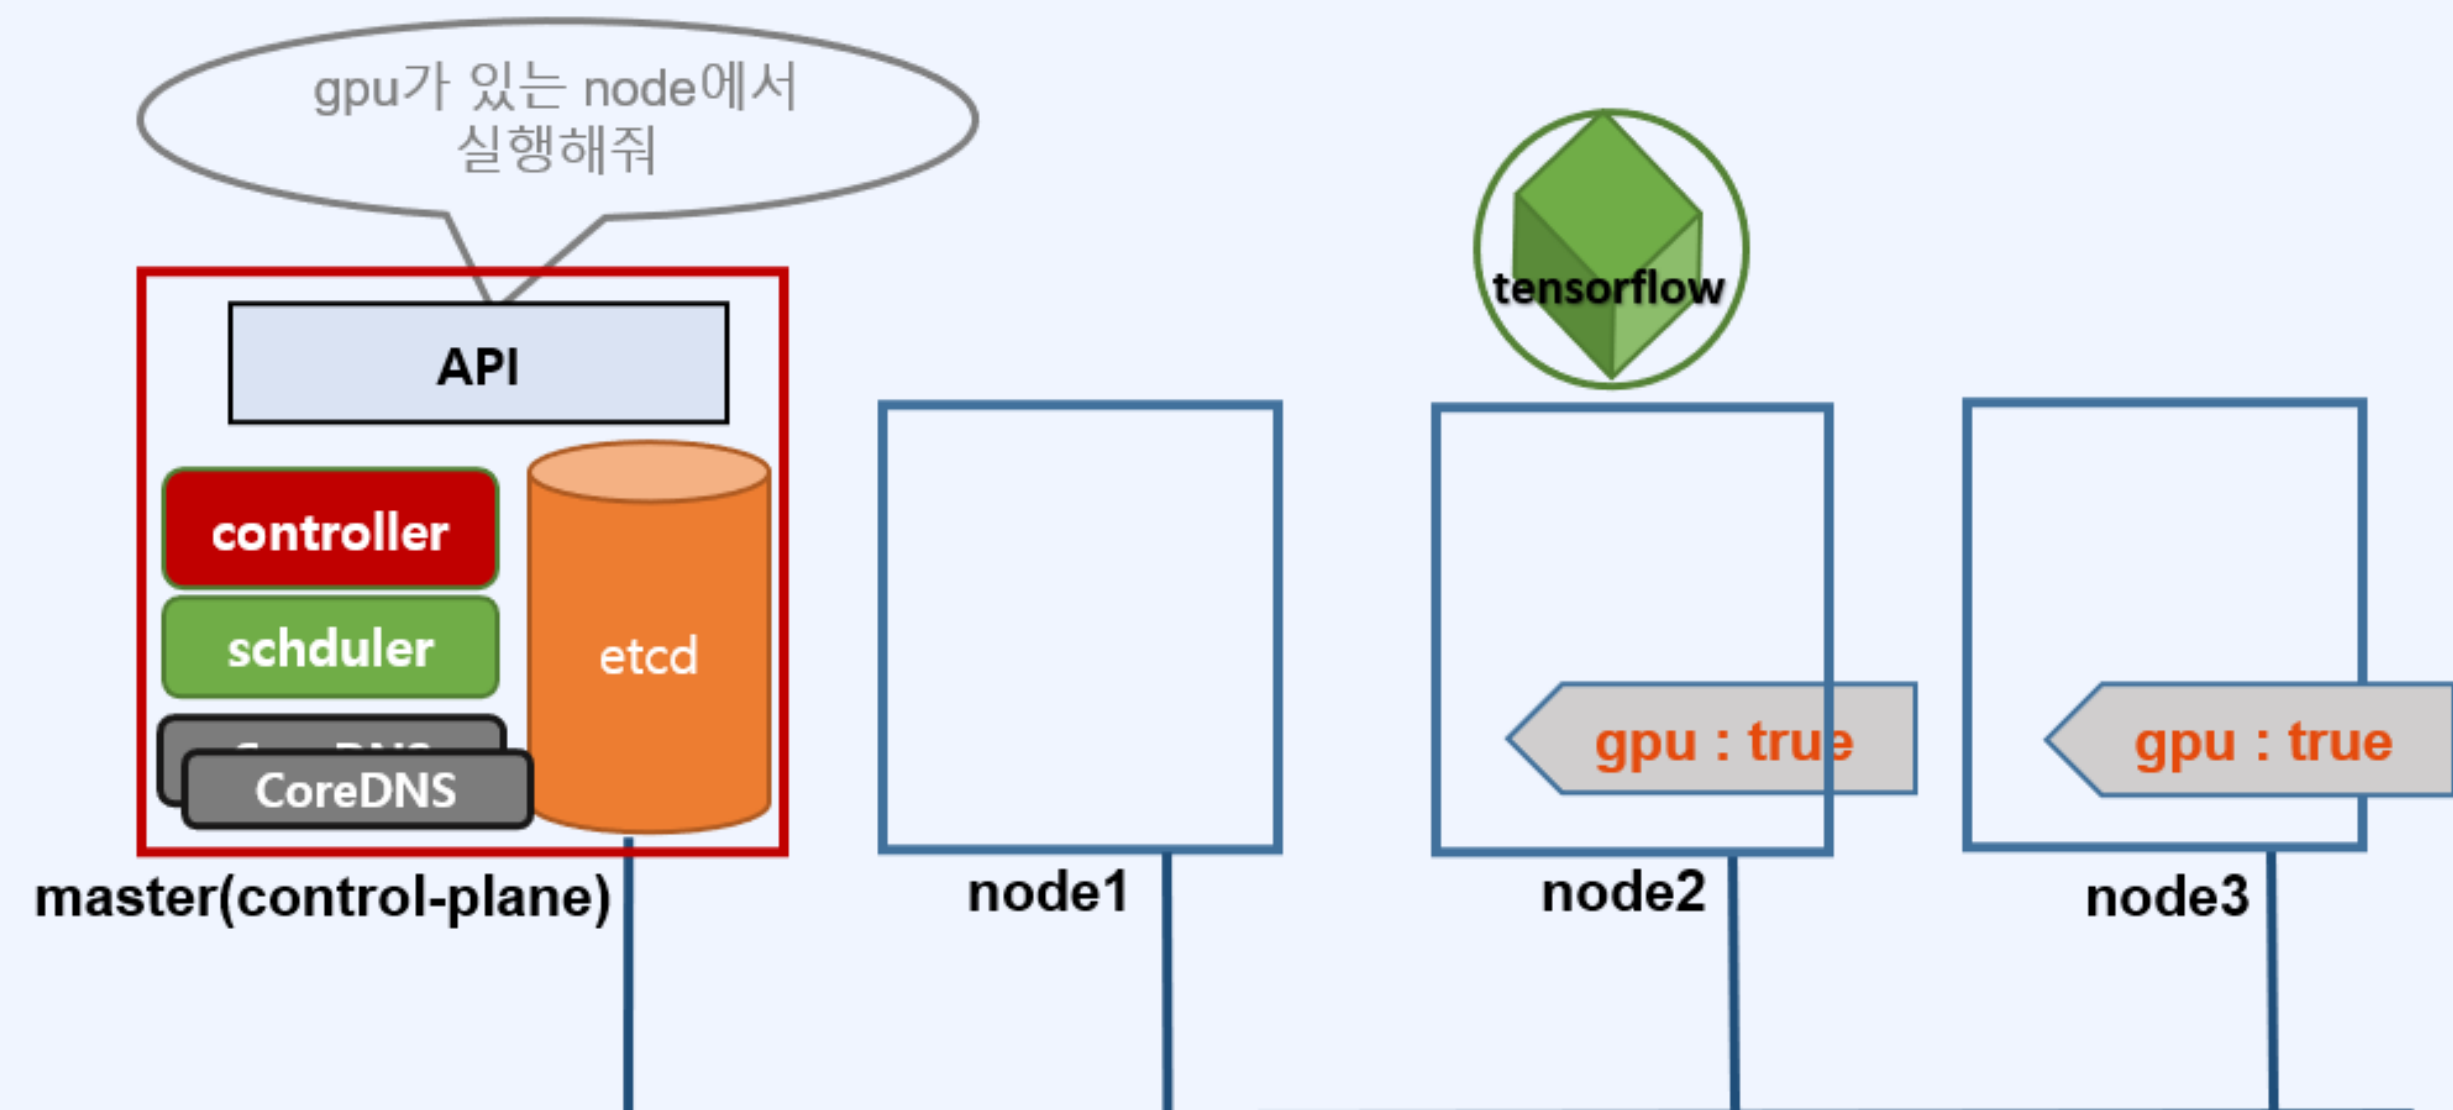 gpu가 있는 node에서
실행해줘
tensorflow
API
controller
schduler
etcd
CoreDNS
CoreDNS
gpu : true
gpu : true
master(control-plane)
node1
node2
node3